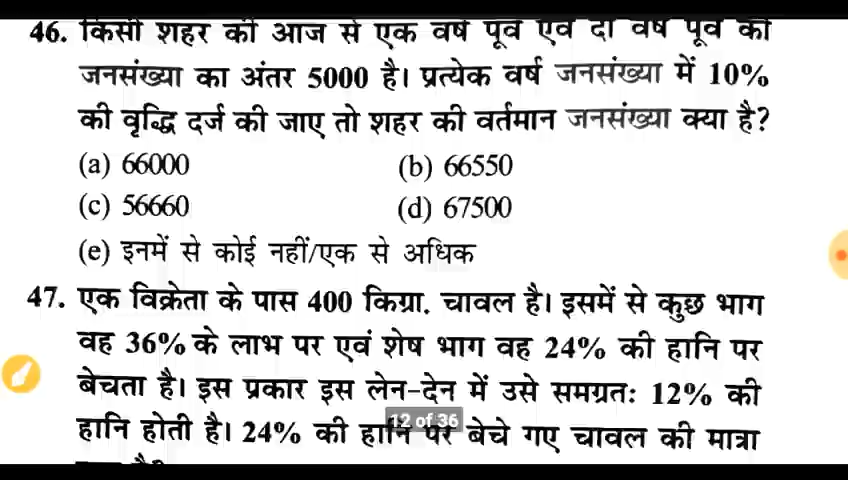 46. किसी शहर की आज से एक वर्ष पूर्व एवं दो वर्ष पूर्व की
जनसंख्या का अंतर 5000 है। प्रत्येक वर्ष जनसंख्या में 10%
की वृद्धि दर्ज की जाए तो शहर की वर्तमान जनसंख्या क्या है?
(a) 66000 (b) 66550
(c) 56660 (d) 67500
(e) इनमें से कोई नहीं/एक से अधिक
47. एक विक्रेता के पास 400 किग्रा. चावल है। इसमें से कुछ भाग
वह 36% के लाभ पर एवं शेष भाग वह 24% की हानि पर
बेचता है। इस प्रकार इस लेन-देन में उसे समग्रत: 12% की
हानि होती है। 24% की हानि पर बेचे गए चावल की मात्रा
12 of 36